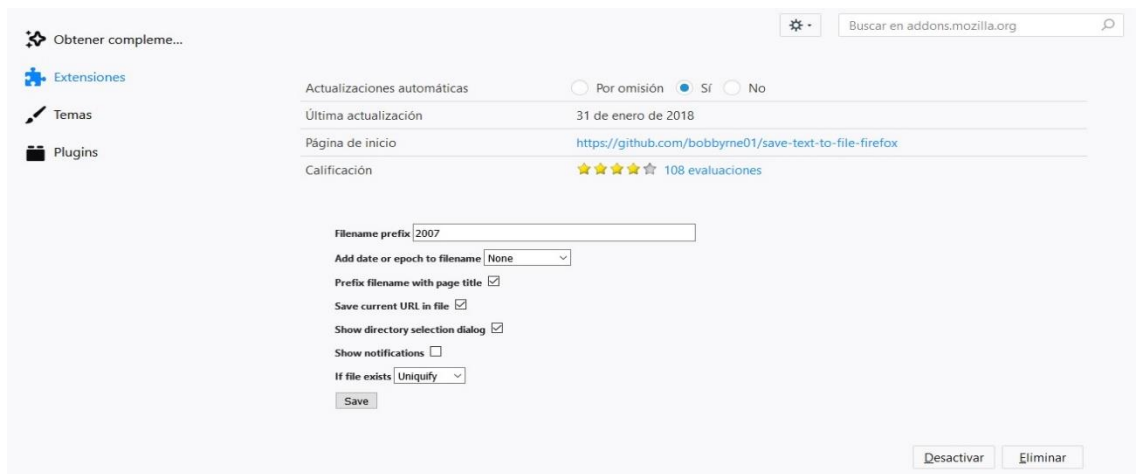 Buscar en addons.mozilla.org
Obtener compleme...
Extensiones
Temas
Plugins
Actualizaciones automáticas Por omisión Sí No
Última actualización 31 de enero de 2018
Página de inicio https://github.com/bobbyrne01/save-text-to-file-firefox
Calificación 108 evaluaciones
Filename prefix 2007
Add date or epoch to filename None
Prefix filename with page title
Save current URL in file
Show directory selection dialog
Show notifications
If file exists Uniquify
Save
Desactivar Eliminar